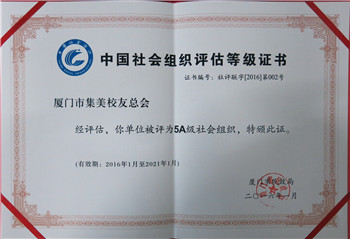 中国社会组织评估等级证书
证书编号：社评联字[2016]第002号
厦门市集美校友总会
经评估，你单位被评为5A级社会组织，特颁此证。
(有效期：2016年1月至2021年1月)